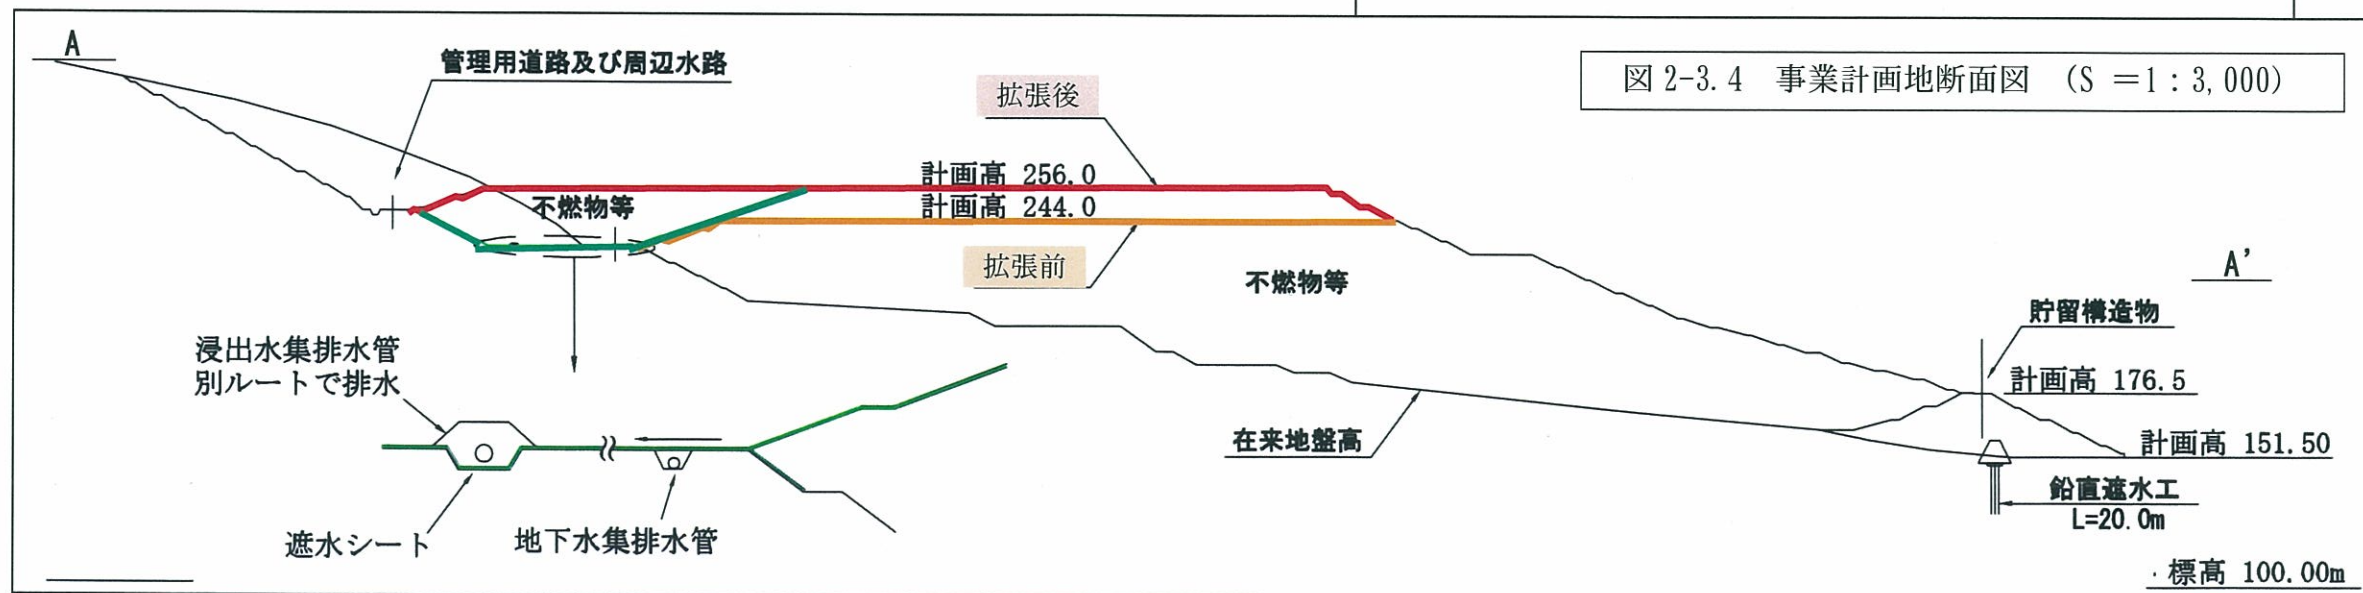 A
管理用道路及び周辺水路
拡張後
図 2-3.4 事業計画地断面図 (S =1:3,000)
計画高 256.0
不燃物等
計画高 244.0
拡張前
不燃物等
A'
貯留構造物
浸出水集排水管
別ルートで排水
計画高 176.5
在来地盤高
計画高 151.50
鉛直遮水工
L=20.0m
遮水シート
地下水集排水管
標高 100.00m